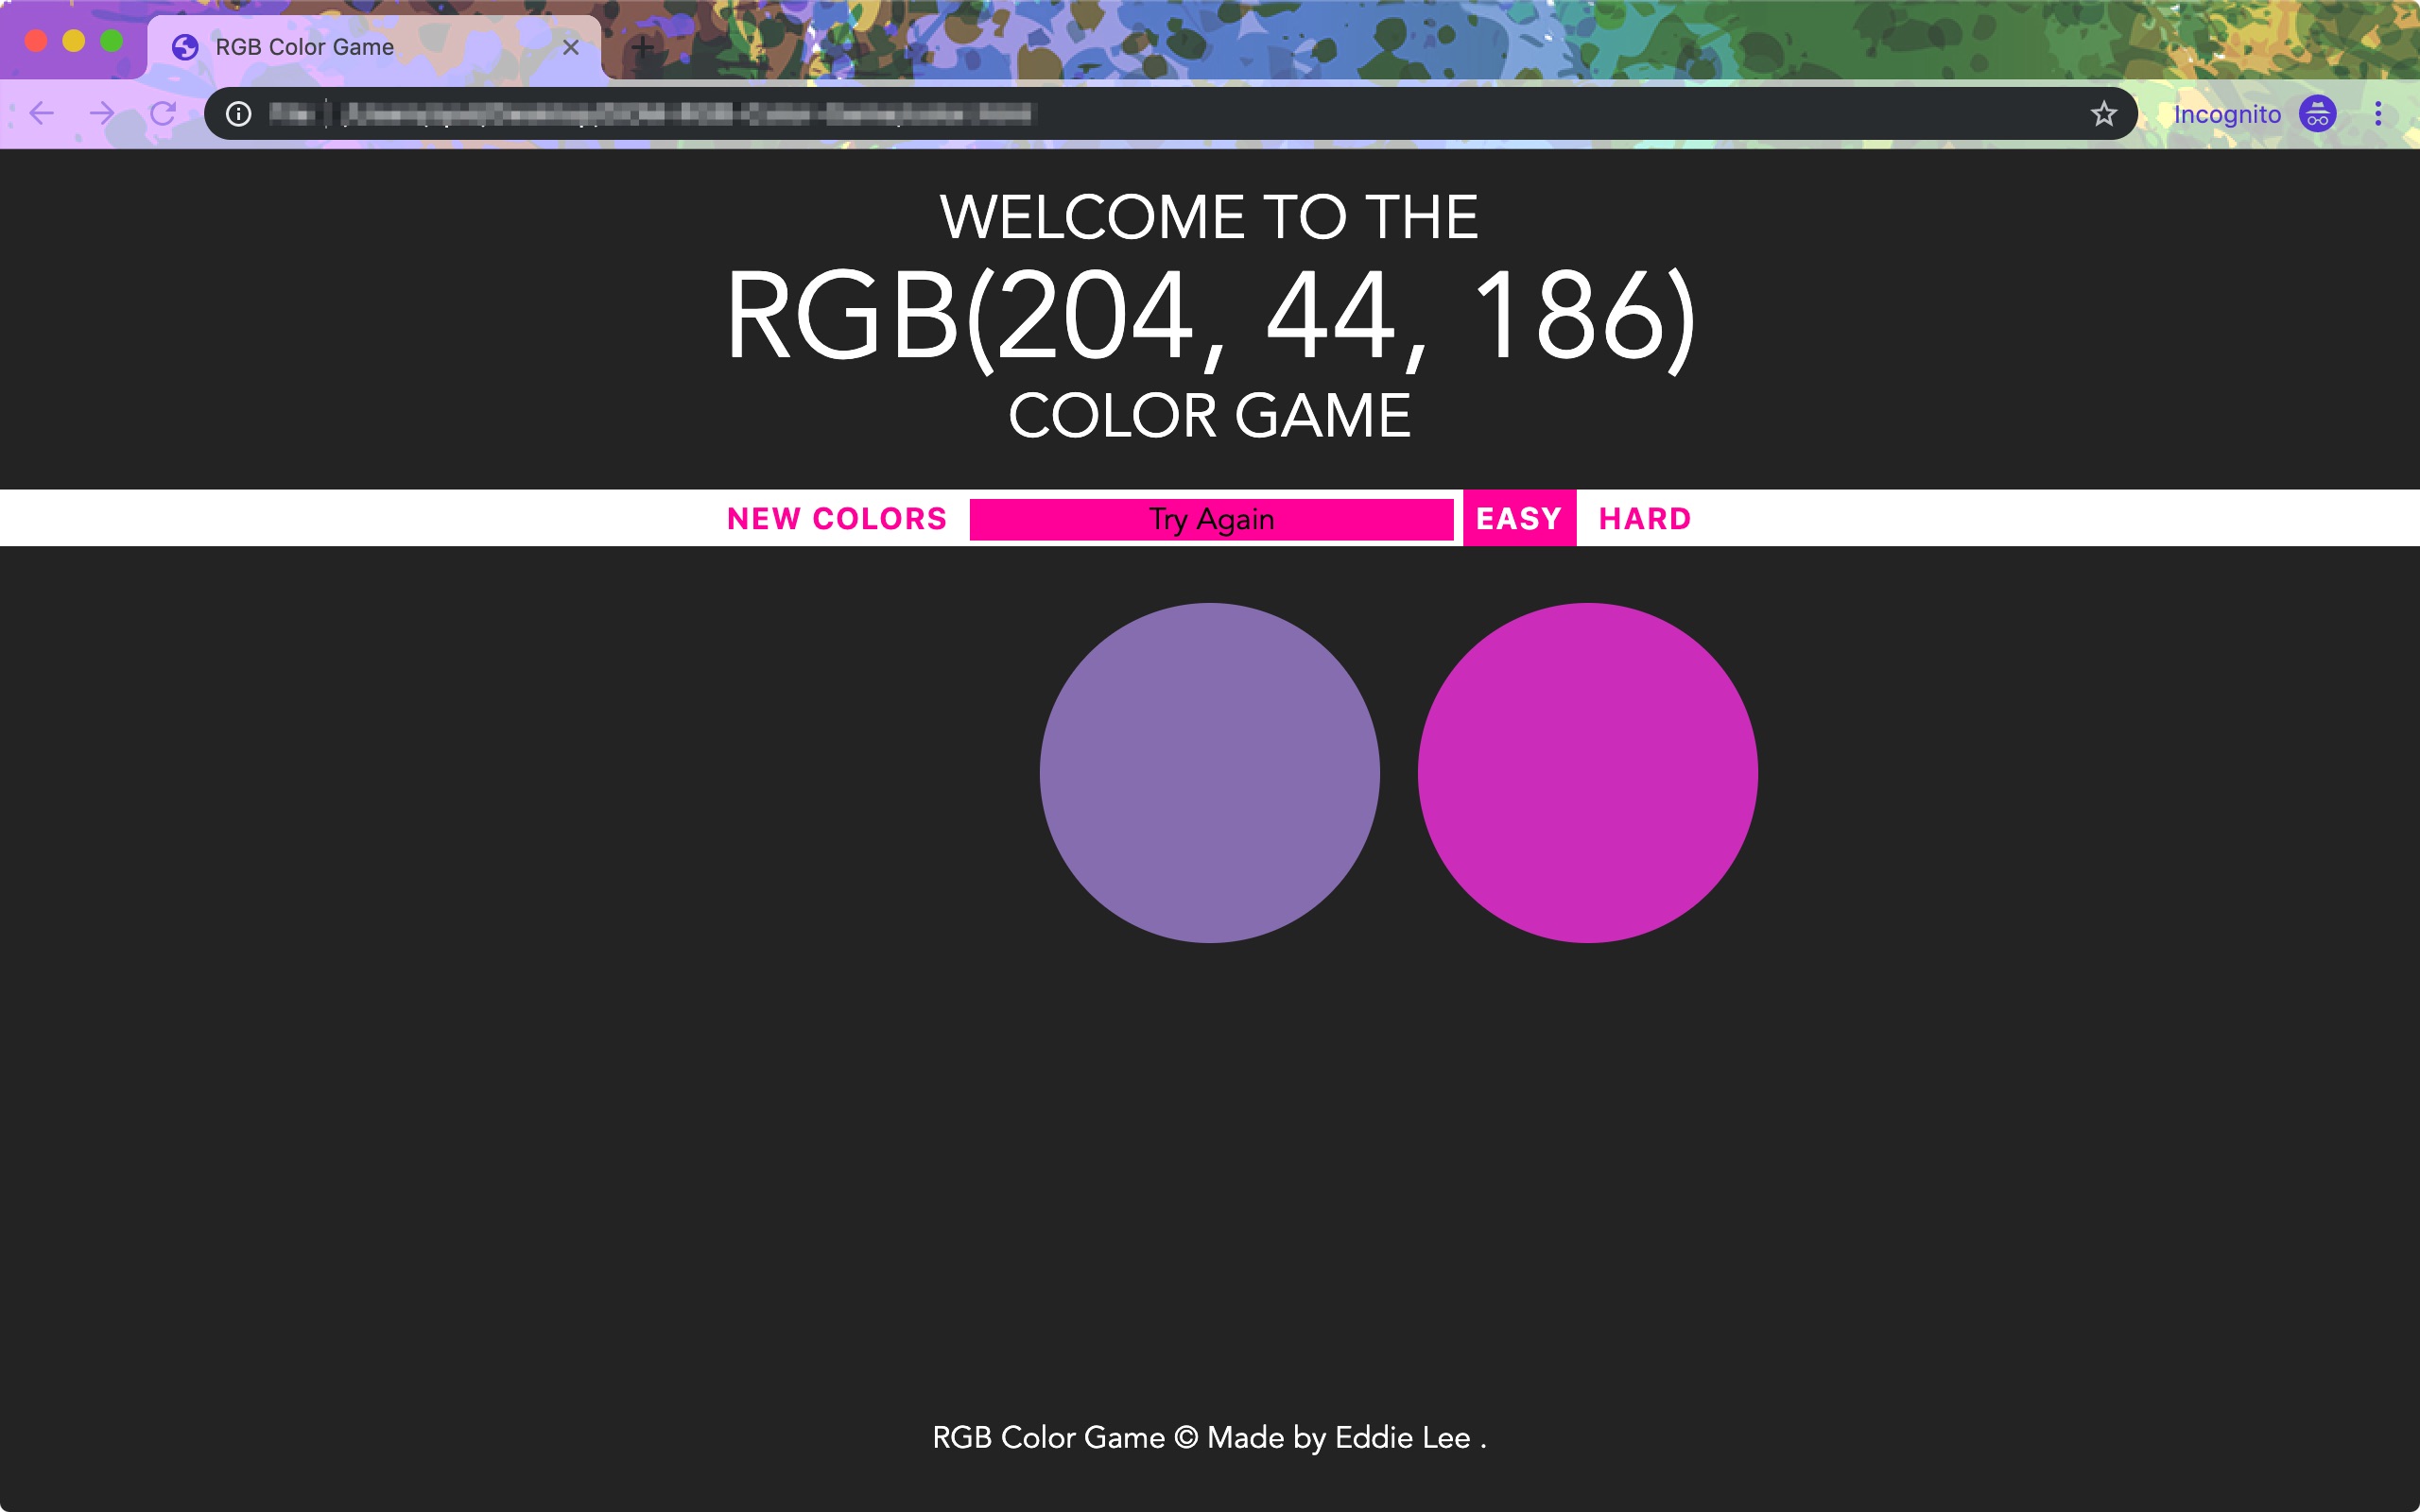 RGB Color Game
Incognito
WELCOME TO THE
RGB(204, 44, 186)
COLOR GAME
NEW COLORS Try Again EASY HARD
RGB Color Game © Made by Eddie Lee .